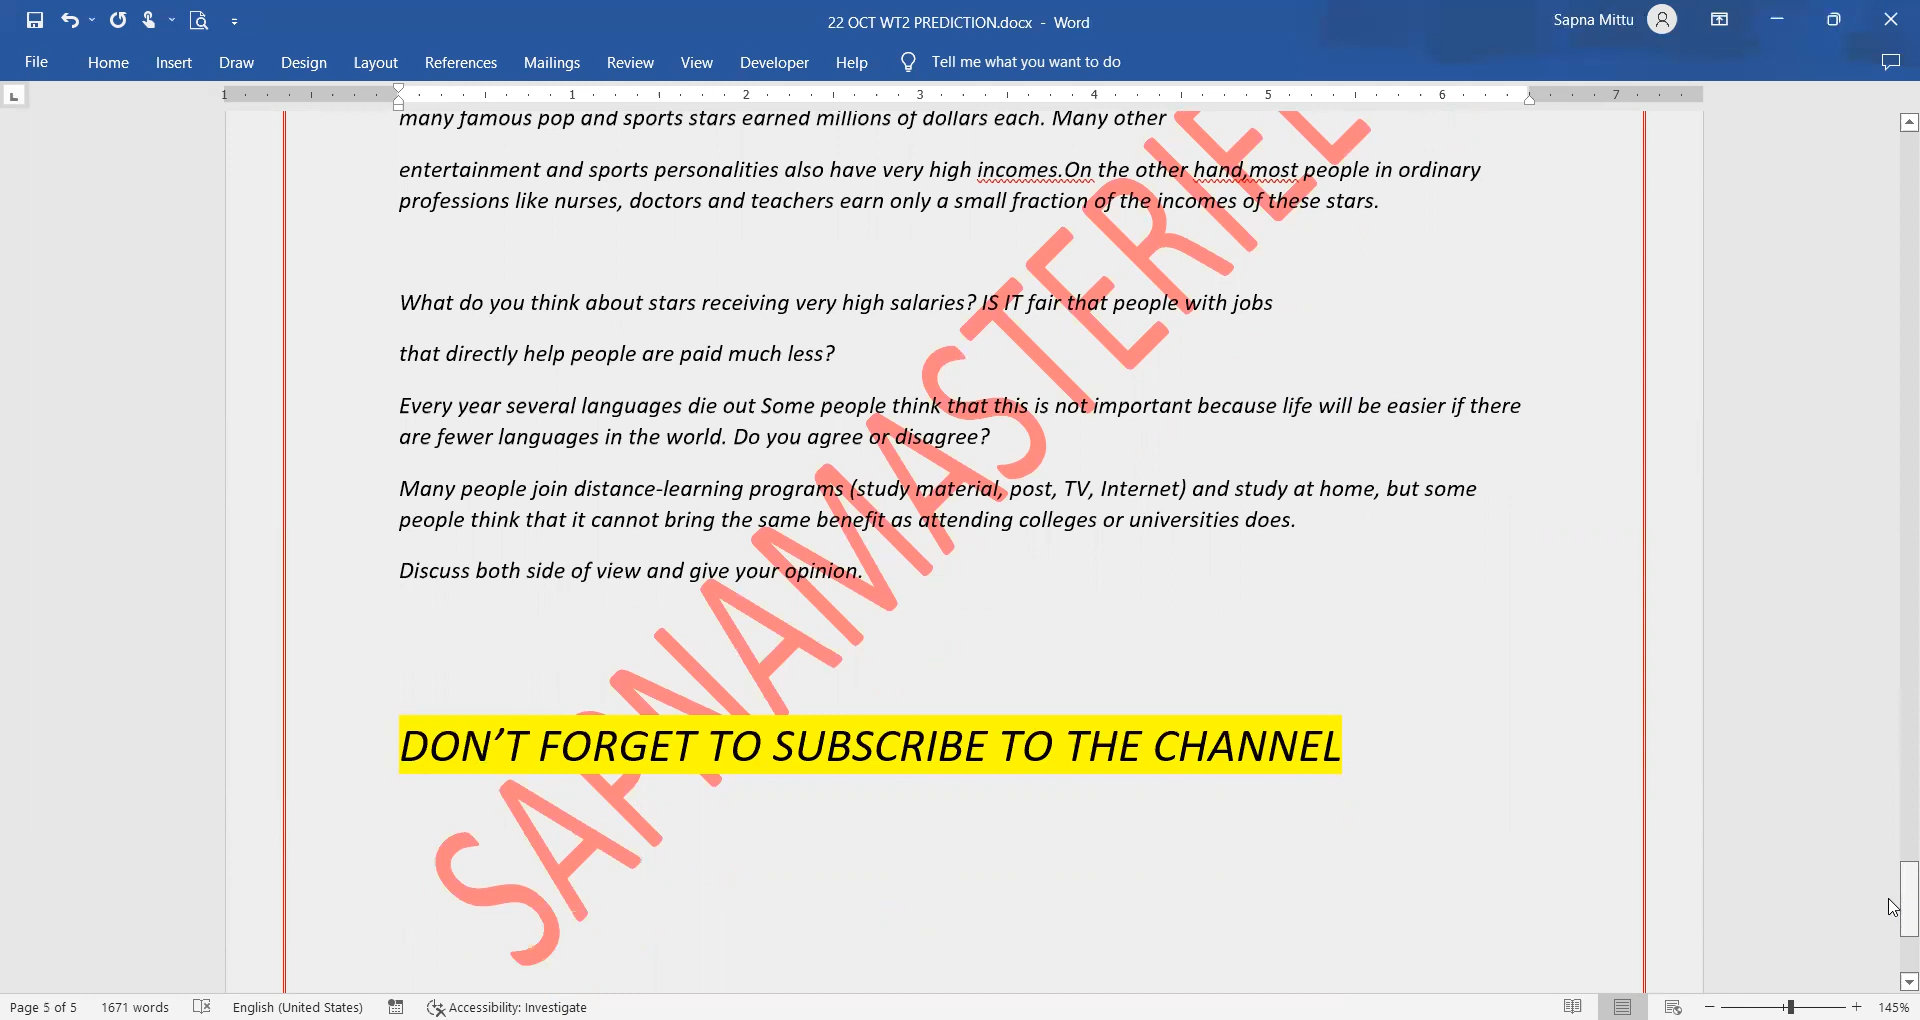 22 OCT WT2 PREDICTION.docx - Word
Sapna Mittu
File Home Insert Draw Design Layout References Mailings Review View Developer Help Tell me what you want to do
1 1 2 3 4 5 6 7
many famous pop and sports stars earned millions of dollars each. Many other
entertainment and sports personalities also have very high incomes.On the other hand,most people in ordinary
professions like nurses, doctors and teachers earn only a small fraction of the incomes of these stars.
What do you think about stars receiving very high salaries? IS IT fair that people with jobs
that directly help people are paid much less?
Every year several languages die out Some people think that this is not important because life will be easier if there
are fewer languages in the world. Do you agree or disagree?
Many people join distance-learning programs (study material, post, TV, Internet) and study at home, but some
people think that it cannot bring the same benefit as attending colleges or universities does.
Discuss both side of view and give your opinion.
DON'T FORGET TO SUBSCRIBE TO THE CHANNEL
SAPNAMASTERIEL
Page 5 of 5 1671 words English (United States) Accessibility: Investigate 145%